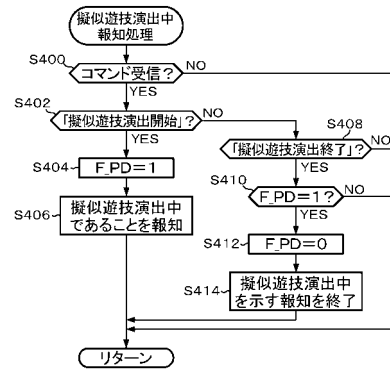 擬似遊技演出中
報知処理
S400
コマンド受信?
NO
YES
S402
「擬似遊技演出開始」?
NO
YES
S408
「擬似遊技演出終了」?
NO
YES
S404
F_PD=1
S410
F_PD=1?
NO
YES
S406
擬似遊技演出中
であることを報知
S412
F_PD=0
S414
擬似遊技演出中
を示す報知を終了
リターン